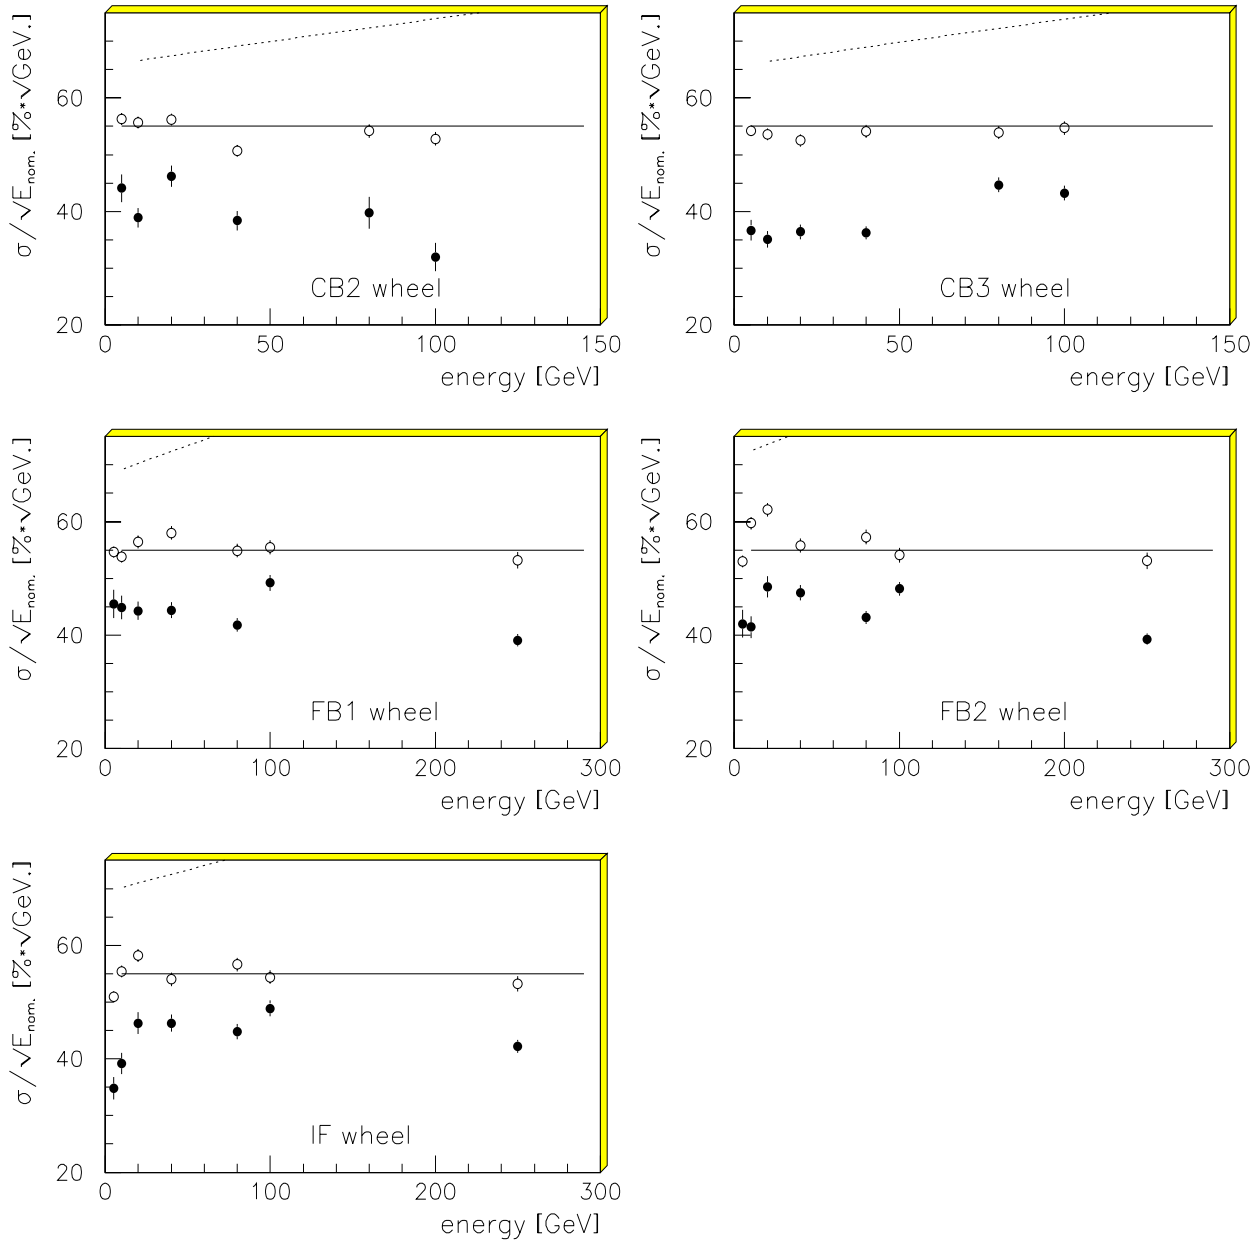 σ/√E_nom. [%*√GeV.]
60
40
20
CB2 wheel
0 50 100 150
energy [GeV]
σ/√E_nom. [%*√GeV.]
60
40
20
CB3 wheel
0 50 100 150
energy [GeV]
σ/√E_nom. [%*√GeV.]
60
40
20
FB1 wheel
0 100 200 300
energy [GeV]
σ/√E_nom. [%*√GeV.]
60
40
20
FB2 wheel
0 100 200 300
energy [GeV]
σ/√E_nom. [%*√GeV.]
60
40
20
IF wheel
0 100 200 300
energy [GeV]